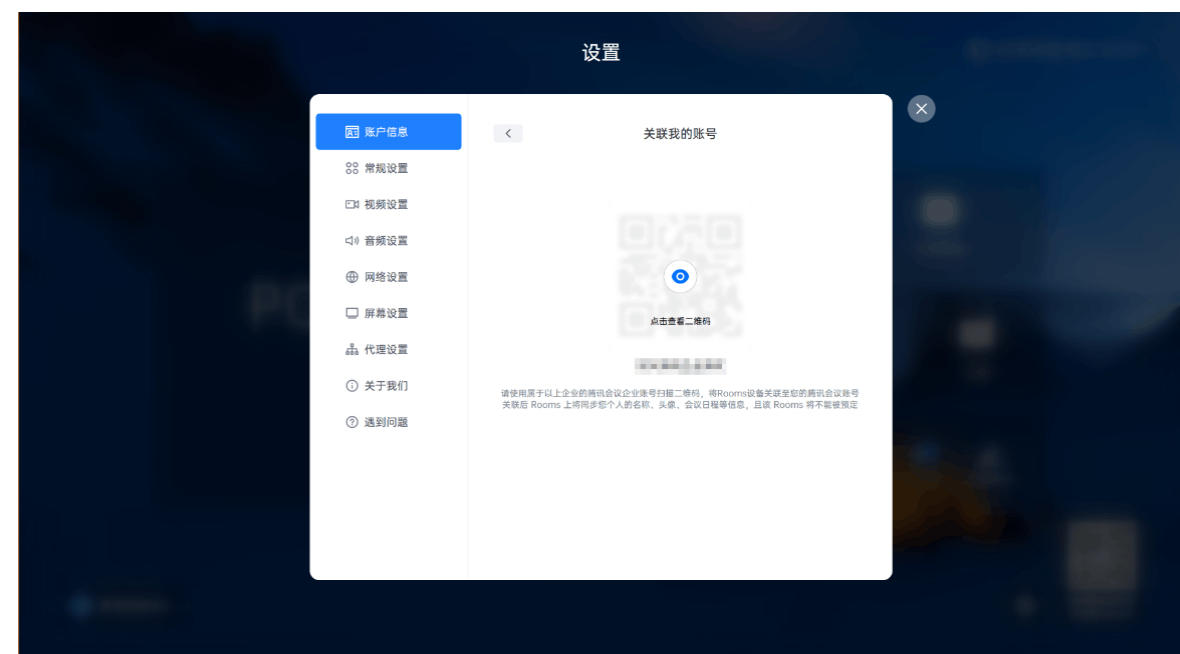 设置
账户信息
关联我的账号
常规设置
视频设置
音频设置
网络设置
屏幕设置
代理设置
关于我们
遇到问题
点击查看二维码
请使用属于以上企业的腾讯会议企业账号扫描二维码，将Rooms设备关联至您的腾讯会议账号
关联后 Rooms 上将同步您个人的名称、头像、会议日程等信息，且该 Rooms 将不能被预定